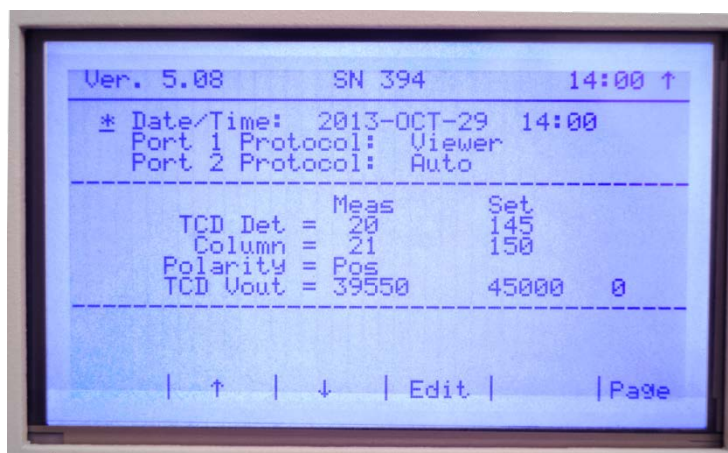 Ver. 5.08 SN 394 14:00 ↑
* Date/Time: 2013-OCT-29 14:00
Port 1 Protocol: Viewer
Port 2 Protocol: Auto
Meas Set
TCD Det = 20 145
Column = 21 150
Polarity = Pos
TCD Vout = 39550 45000 0
| ↑ | ↓ | Edit | | Page